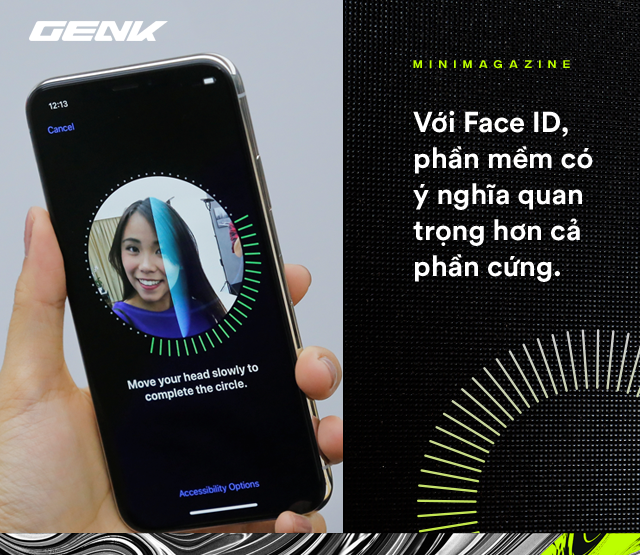 GENK
12:13
Cancel
Move your head slowly to
complete the circle.
Accessibility Options
MINIMAGAZINE
Với Face ID,
phần mềm có
ý nghĩa quan
trọng hơn cả
phần cứng.